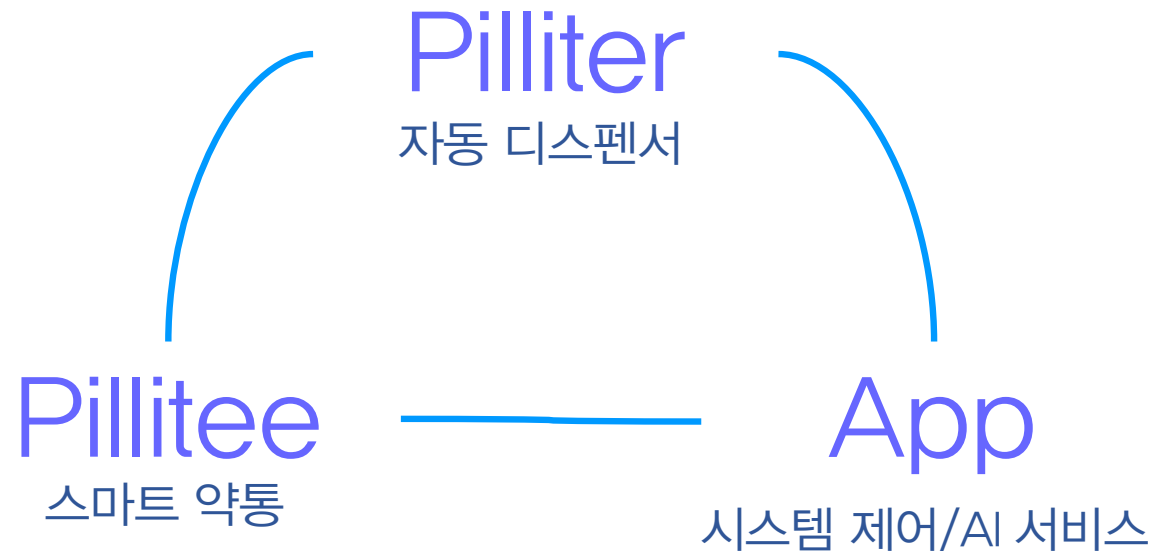 Pilliter
자동 디스펜서
Pillitee
스마트 약통
App
시스템 제어/AI 서비스